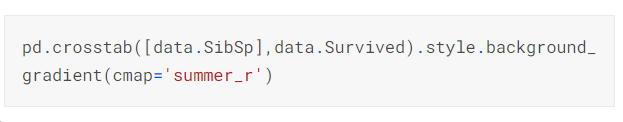 pd.crosstab([data.SibSp],data.Survived).style.background_
gradient(cmap='summer_r')